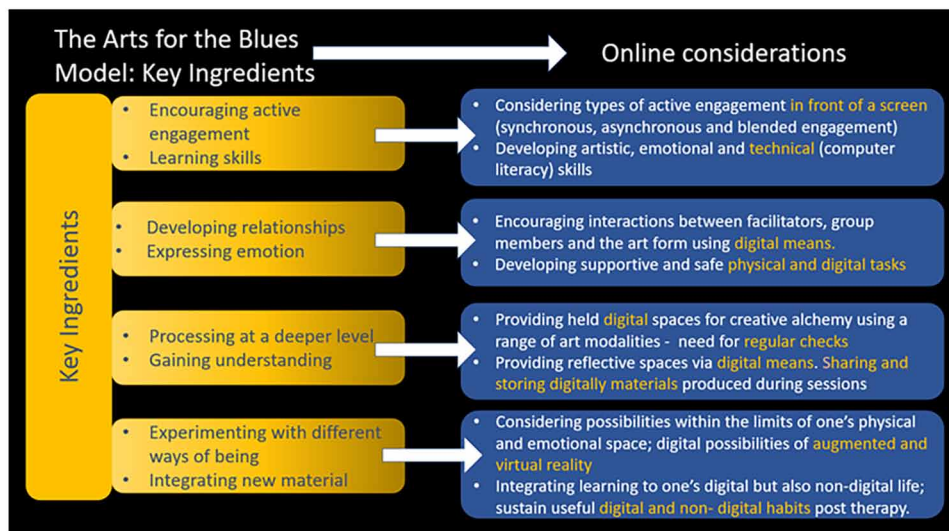 The Arts for the Blues
Model: Key Ingredients
Online considerations
Key Ingredients
• Encouraging active
engagement
• Learning skills
• Considering types of active engagement in front of a screen
(synchronous, asynchronous and blended engagement)
• Developing artistic, emotional and technical (computer
literacy) skills
• Developing relationships
• Expressing emotion
• Encouraging interactions between facilitators, group
members and the art form using digital means.
• Developing supportive and safe physical and digital tasks
• Processing at a deeper level
• Gaining understanding
• Providing held digital spaces for creative alchemy using a
range of art modalities - need for regular checks
• Providing reflective spaces via digital means. Sharing and
storing digitally materials produced during sessions
• Experimenting with different
ways of being
• Integrating new material
• Considering possibilities within the limits of one's physical
and emotional space; digital possibilities of augmented and
virtual reality
• Integrating learning to one's digital but also non-digital life;
sustain useful digital and non- digital habits post therapy.